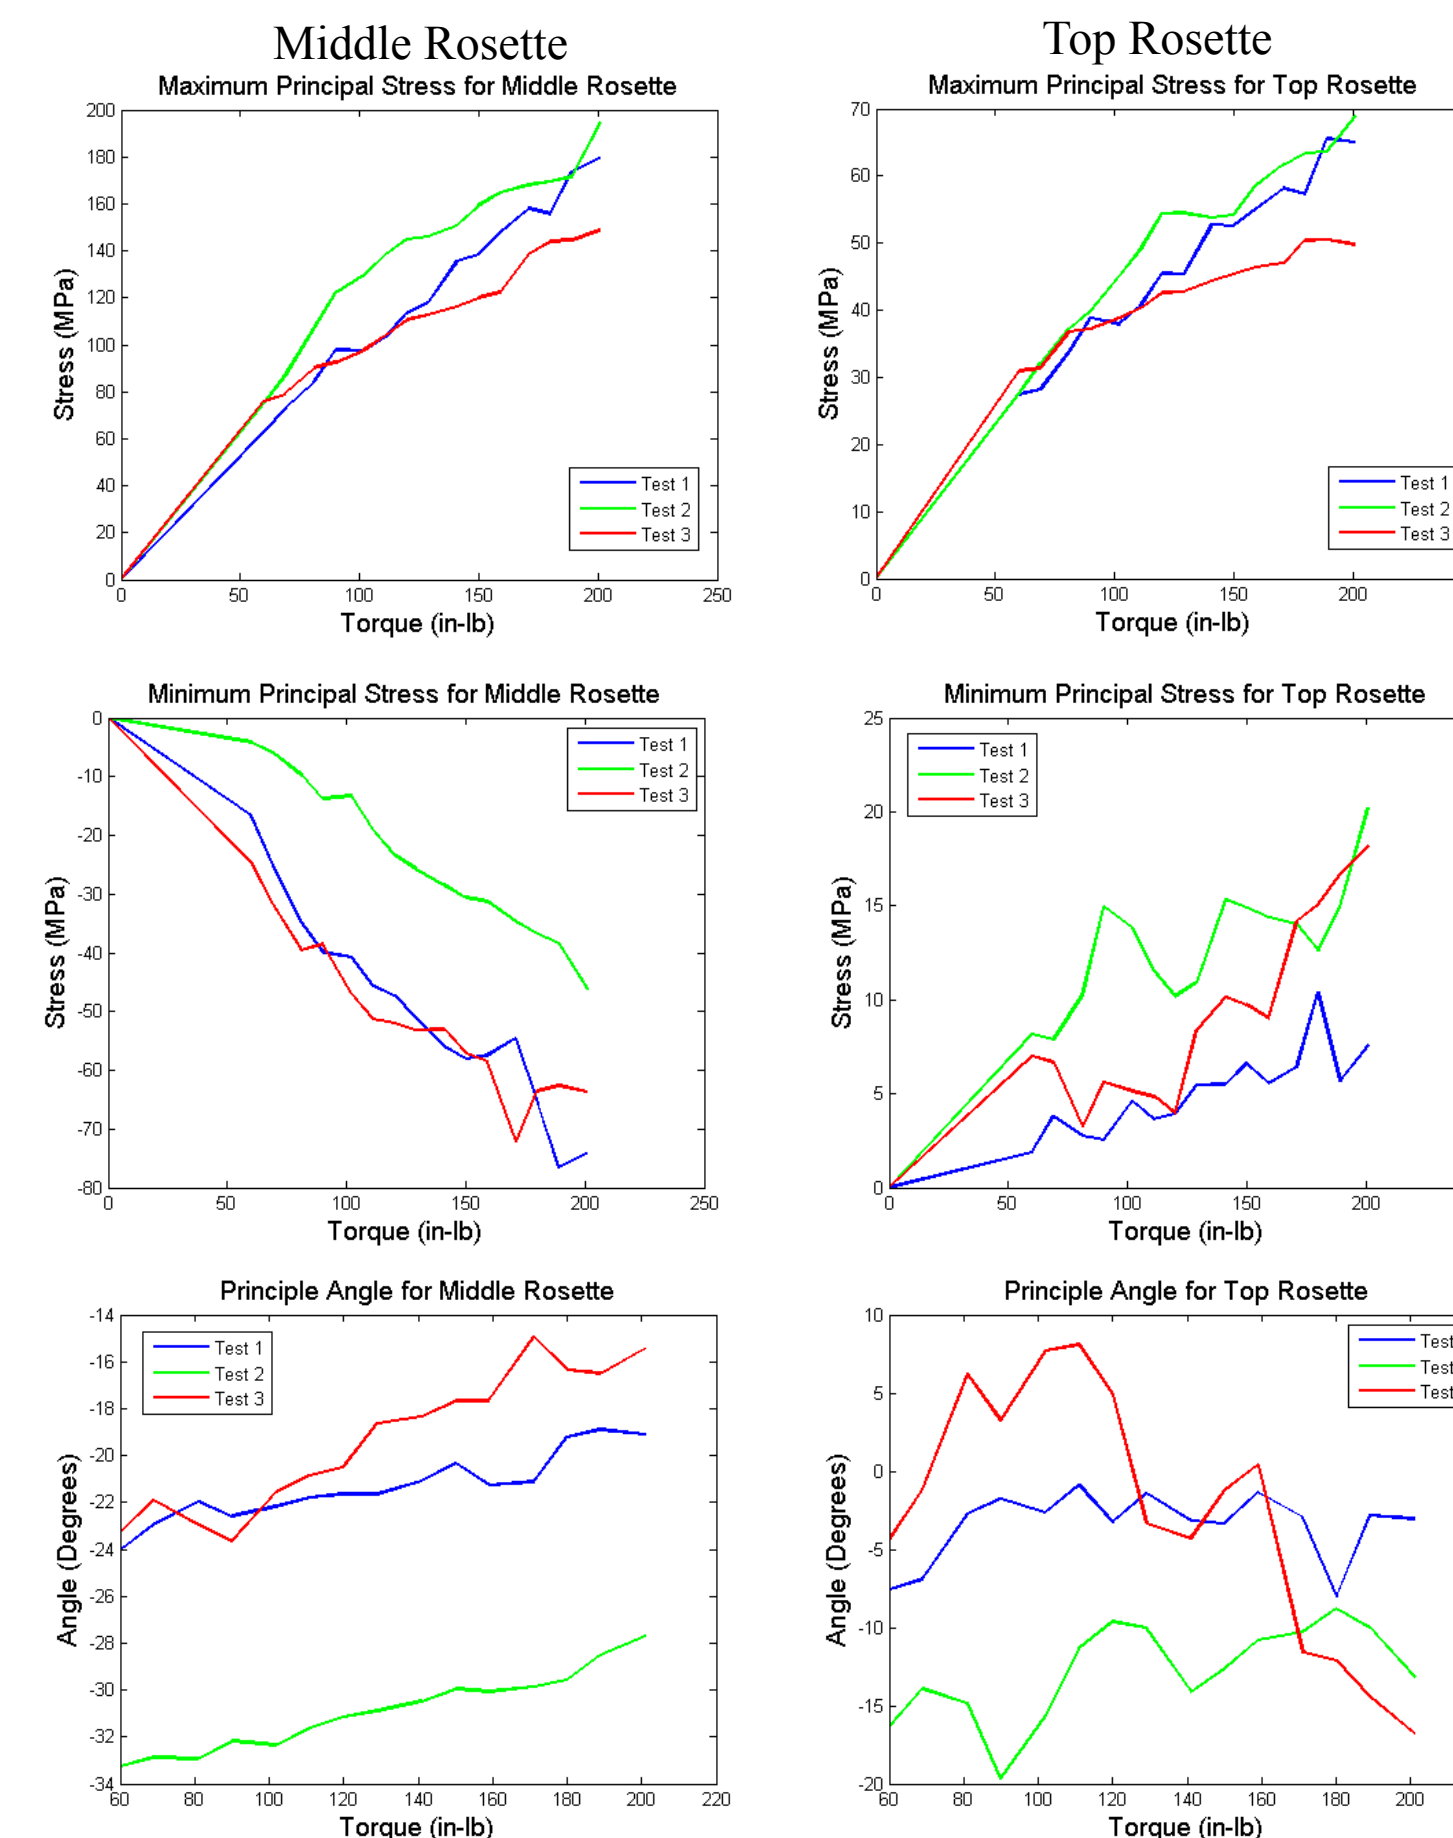 Middle Rosette
Maximum Principal Stress for Middle Rosette
200
180
160
140
120
100
80
60
40
20
0
Stress (MPa)
Test 1
Test 2
Test 3
0 50 100 150 200 250
Torque (in-lb)
Top Rosette
Maximum Principal Stress for Top Rosette
70
60
50
40
30
20
10
0
Stress (MPa)
Test 1
Test 2
Test 3
0 50 100 150 200
Torque (in-lb)
Minimum Principal Stress for Middle Rosette
0
-10
-20
-30
-40
-50
-60
-70
-80
Stress (MPa)
Test 1
Test 2
Test 3
0 50 100 150 200 250
Torque (in-lb)
Minimum Principal Stress for Top Rosette
25
20
15
10
5
0
Stress (MPa)
Test 1
Test 2
Test 3
0 50 100 150 200
Torque (in-lb)
Principle Angle for Middle Rosette
-14
-16
-18
-20
-22
-24
-26
-28
-30
-32
-34
Angle (Degrees)
Test 1
Test 2
Test 3
60 80 100 120 140 160 180 200 220
Torque (in-lb)
Principle Angle for Top Rosette
10
5
0
-5
-10
-15
-20
Angle (Degrees)
Test
Test
Test
60 80 100 120 140 160 180 200
Torque (in-lb)